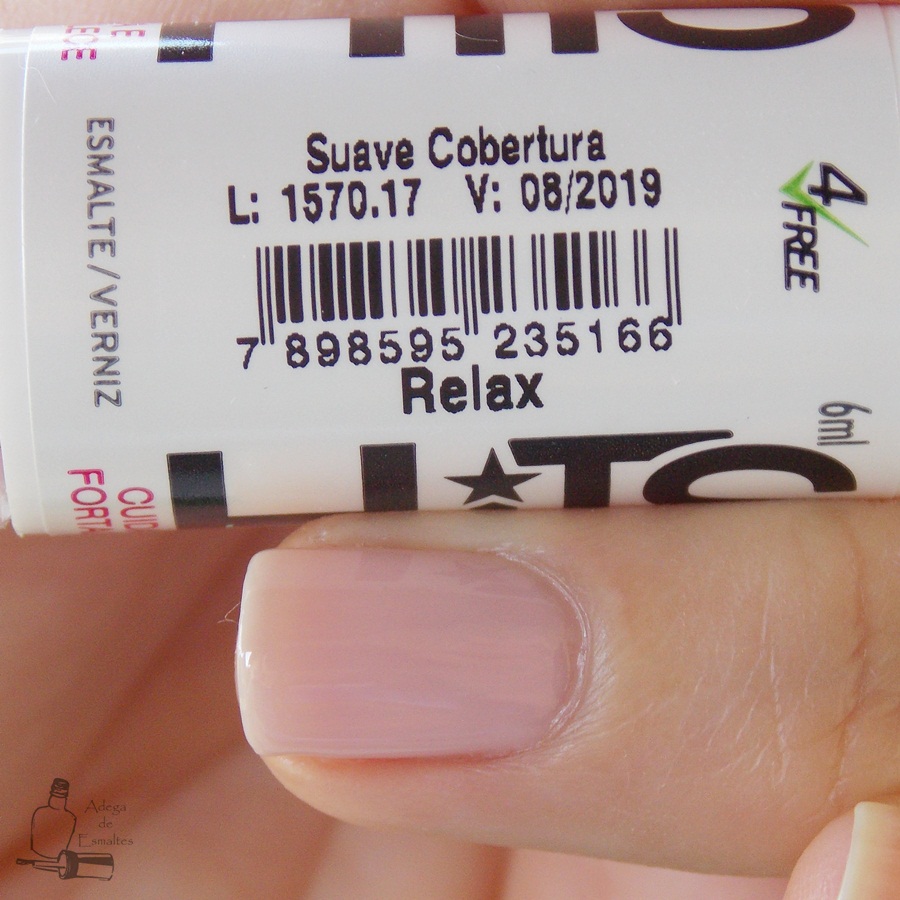 Suave Cobertura
L: 1570.17 V: 08/2019
7 898595 235166
Relax
ESMALTE/VERNIZ
4
FREE
6ml
Adega
de
Esmaltes